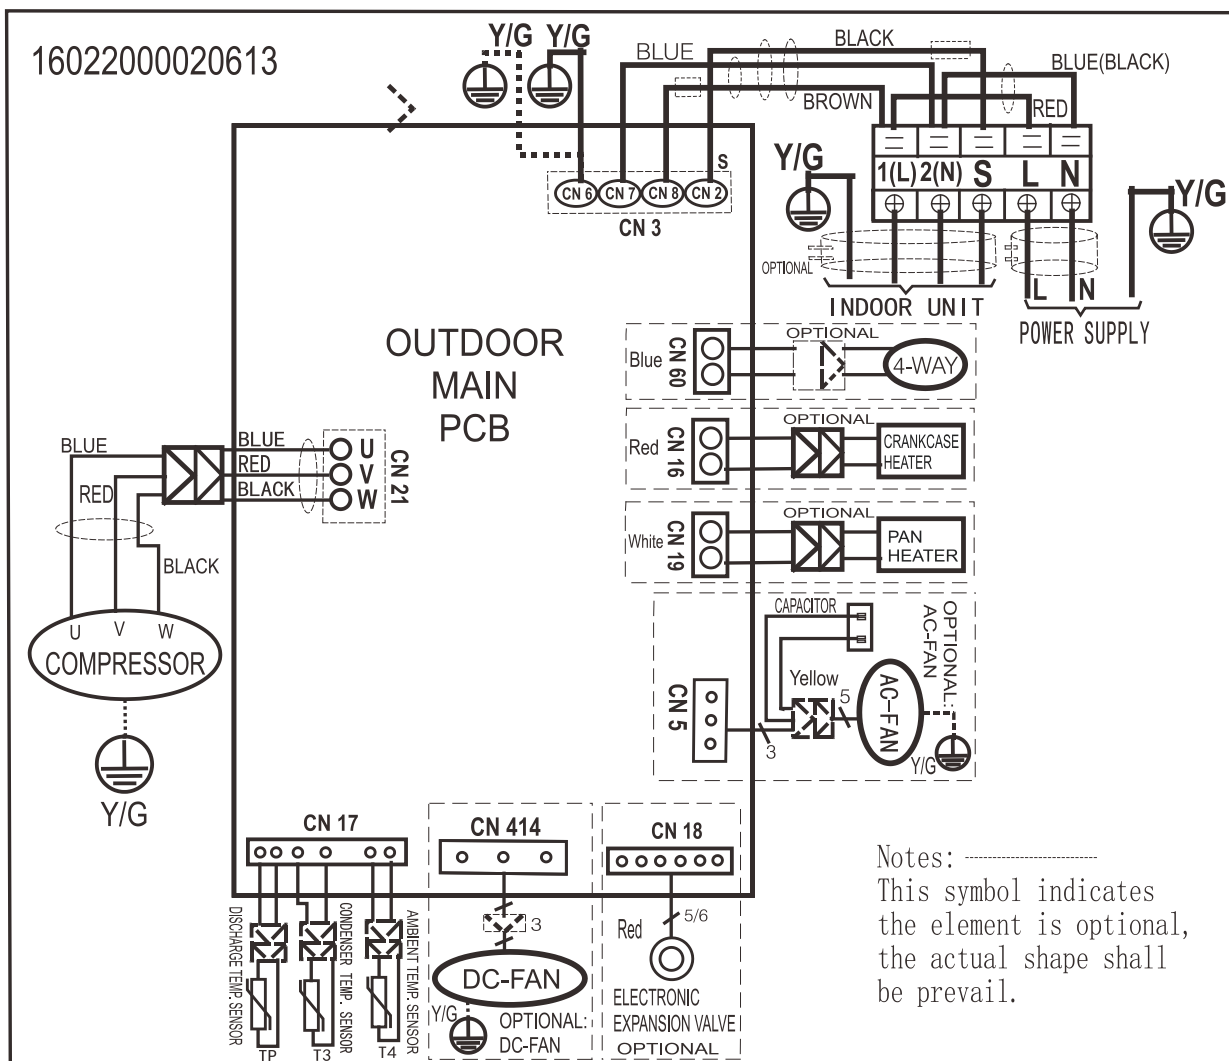 16022000020613
Y/G
Y/G
BLUE
BLACK
BROWN
BLUE(BLACK)
RED
Y/G
1(L)
2(N)
S
L
N
Y/G
S
CN 6
CN 7
CN 8
CN 2
CN 3
OPTIONAL
INDOOR UNIT
L
N
POWER SUPPLY
OUTDOOR
MAIN
PCB
Blue
CN 60
OPTIONAL
4-WAY
Red
CN 16
OPTIONAL
CRANKCASE
HEATER
White
CN 19
OPTIONAL
PAN
HEATER
BLUE
RED
BLACK
BLUE
RED
BLACK
U
V
W
CN 21
U
V
W
COMPRESSOR
Y/G
CAPACITOR
OPTIONAL:
AC-FAN
Yellow
CN 5
3
5
AC-FAN
Y/G
CN 17
DISCHARGE TEMP. SENSOR
CONDENSER TEMP. SENSOR
AMBIENT TEMP. SENSOR
TP
T3
T4
CN 414
3
DC-FAN
Y/G
OPTIONAL:
DC-FAN
CN 18
Red
5/6
ELECTRONIC
EXPANSION VALVE
OPTIONAL
Notes:
This symbol indicates
the element is optional,
the actual shape shall
be prevail.